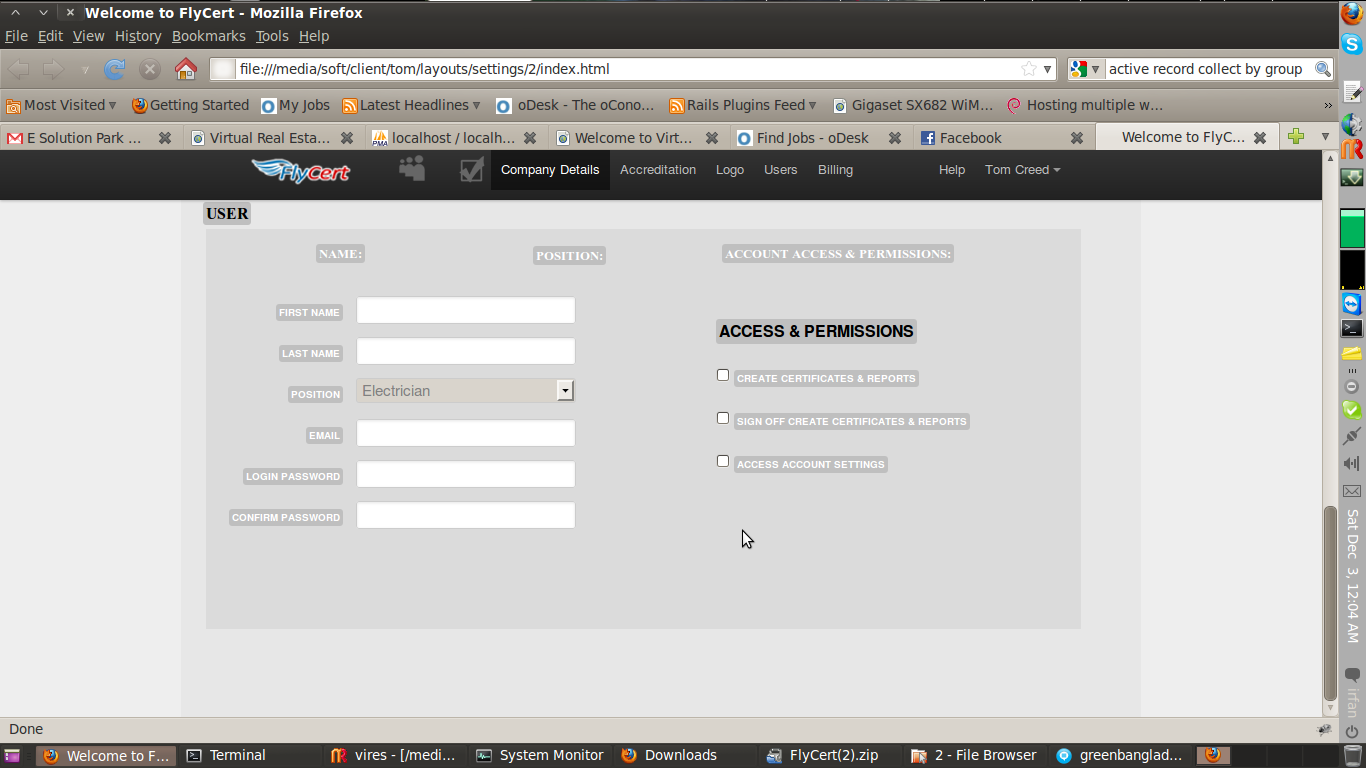 Welcome to FlyCert - Mozilla Firefox
File Edit View History Bookmarks Tools Help
file:///media/soft/client/tom/layouts/settings/2/index.html
active record collect by group
Most Visited Getting Started My Jobs Latest Headlines oDesk - The oCono... Rails Plugins Feed Gigaset SX682 WiM... Hosting multiple w... »
E Solution Park ... Virtual Real Esta... PMA localhost / localh... Welcome to Virt... Find Jobs - oDesk Facebook Welcome to FlyC...
FlyCert Company Details Accreditation Logo Users Billing Help Tom Creed
USER
NAME: POSITION: ACCOUNT ACCESS & PERMISSIONS:
FIRST NAME
ACCESS & PERMISSIONS
LAST NAME
CREATE CERTIFICATES & REPORTS
POSITION Electrician
SIGN OFF CREATE CERTIFICATES & REPORTS
EMAIL
ACCESS ACCOUNT SETTINGS
LOGIN PASSWORD
CONFIRM PASSWORD
Sat Dec 3, 12:04 AM
irfan
Done
Welcome to F... Terminal vires - [/medi... System Monitor Downloads FlyCert(2).zip 2 - File Browser greenbanglad...